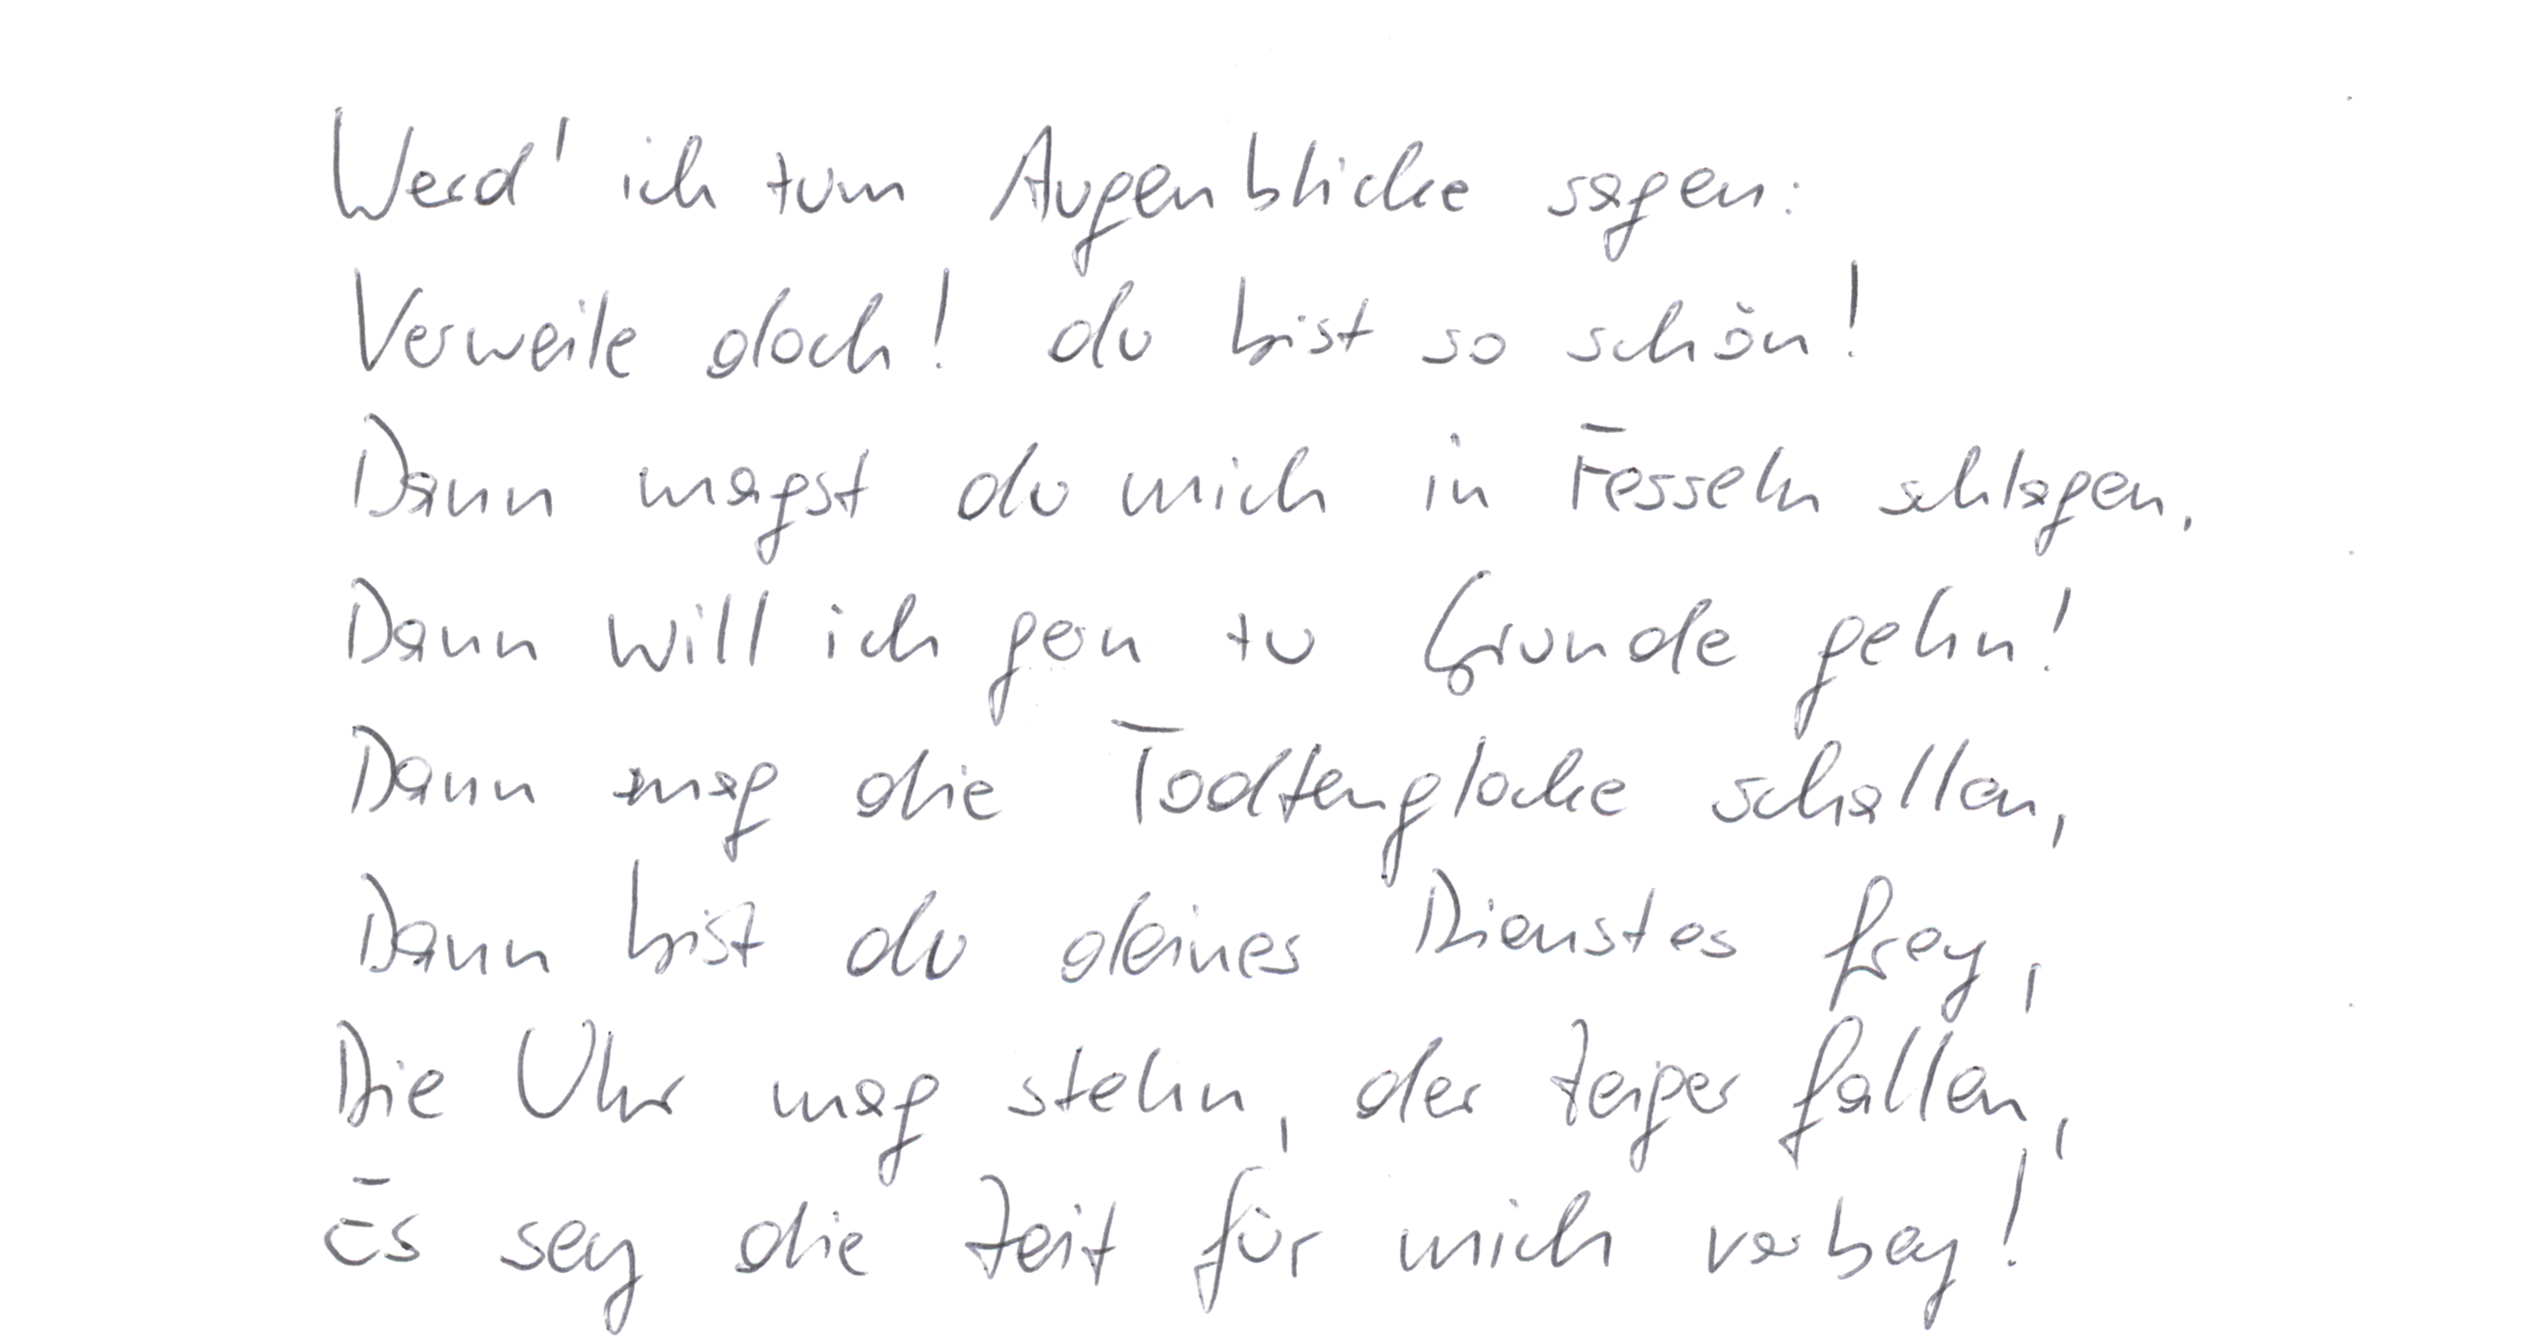 Werd' ich zum Augenblicke sagen:
Verweile doch! du bist so schön!
Dann magst du mich in Fesseln schlagen,
Dann will ich gern zu Grunde gehn!
Dann mag die Todtenglocke schallen,
Dann bist du deines Dienstes frey,
Die Uhr mag stehn, der Zeiger fallen,
Es sey die Zeit für mich vorbey!